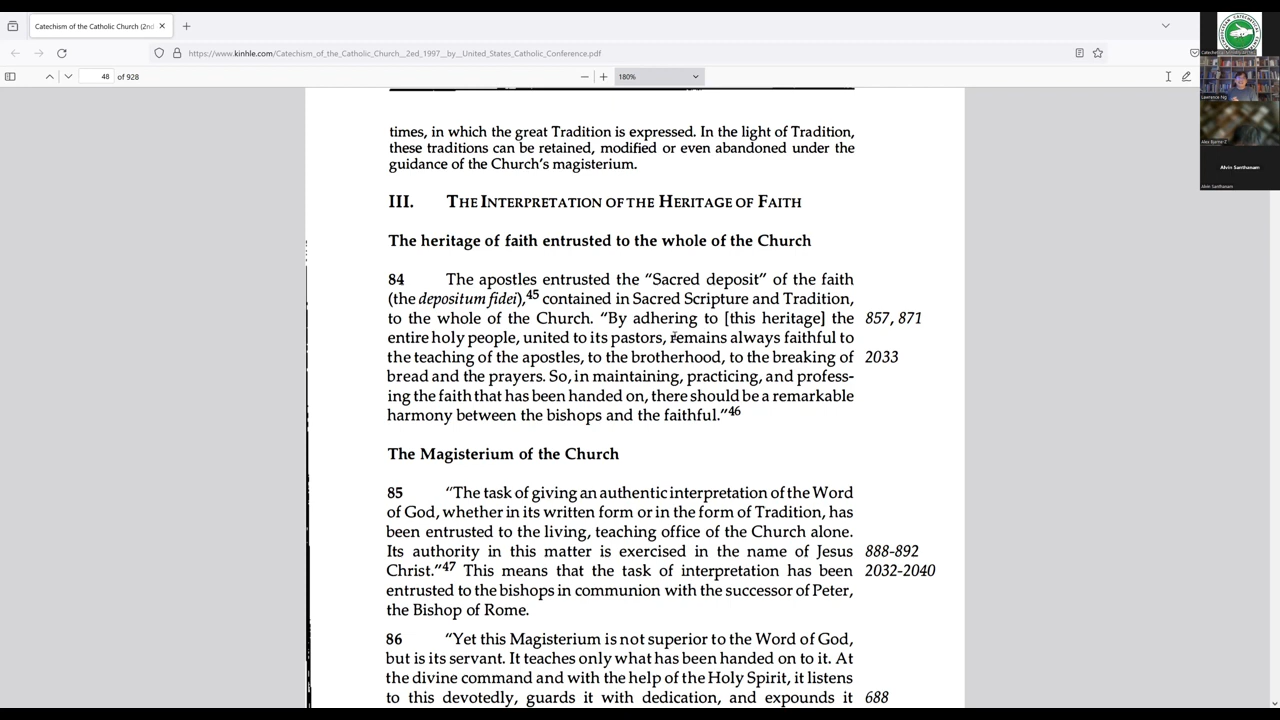 Catechism of the Catholic Church (2nd
https://www.kinhle.com/Catechism_of_the_Catholic_Church__2ed_1997__by__United_States_Catholic_Conference.pdf
48 of 928
180%
times, in which the great Tradition is expressed. In the light of Tradition,
these traditions can be retained, modified or even abandoned under the
guidance of the Church's magisterium.
III. THE INTERPRETATION OF THE HERITAGE OF FAITH
The heritage of faith entrusted to the whole of the Church
84 The apostles entrusted the “Sacred deposit” of the faith
(the depositum fidei),45 contained in Sacred Scripture and Tradition,
to the whole of the Church. “By adhering to [this heritage] the 857, 871
entire holy people, united to its pastors, remains always faithful to
the teaching of the apostles, to the brotherhood, to the breaking of 2033
bread and the prayers. So, in maintaining, practicing, and profess-
ing the faith that has been handed on, there should be a remarkable
harmony between the bishops and the faithful.”46
The Magisterium of the Church
85 “The task of giving an authentic interpretation of the Word
of God, whether in its written form or in the form of Tradition, has
been entrusted to the living, teaching office of the Church alone.
Its authority in this matter is exercised in the name of Jesus 888-892
Christ.”47 This means that the task of interpretation has been 2032-2040
entrusted to the bishops in communion with the successor of Peter,
the Bishop of Rome.
86 “Yet this Magisterium is not superior to the Word of God,
but is its servant. It teaches only what has been handed on to it. At
the divine command and with the help of the Holy Spirit, it listens
to this devotedly, guards it with dedication, and expounds it 688
Lawrence Ng
Alvin Santhanam
Alvin Santhanam